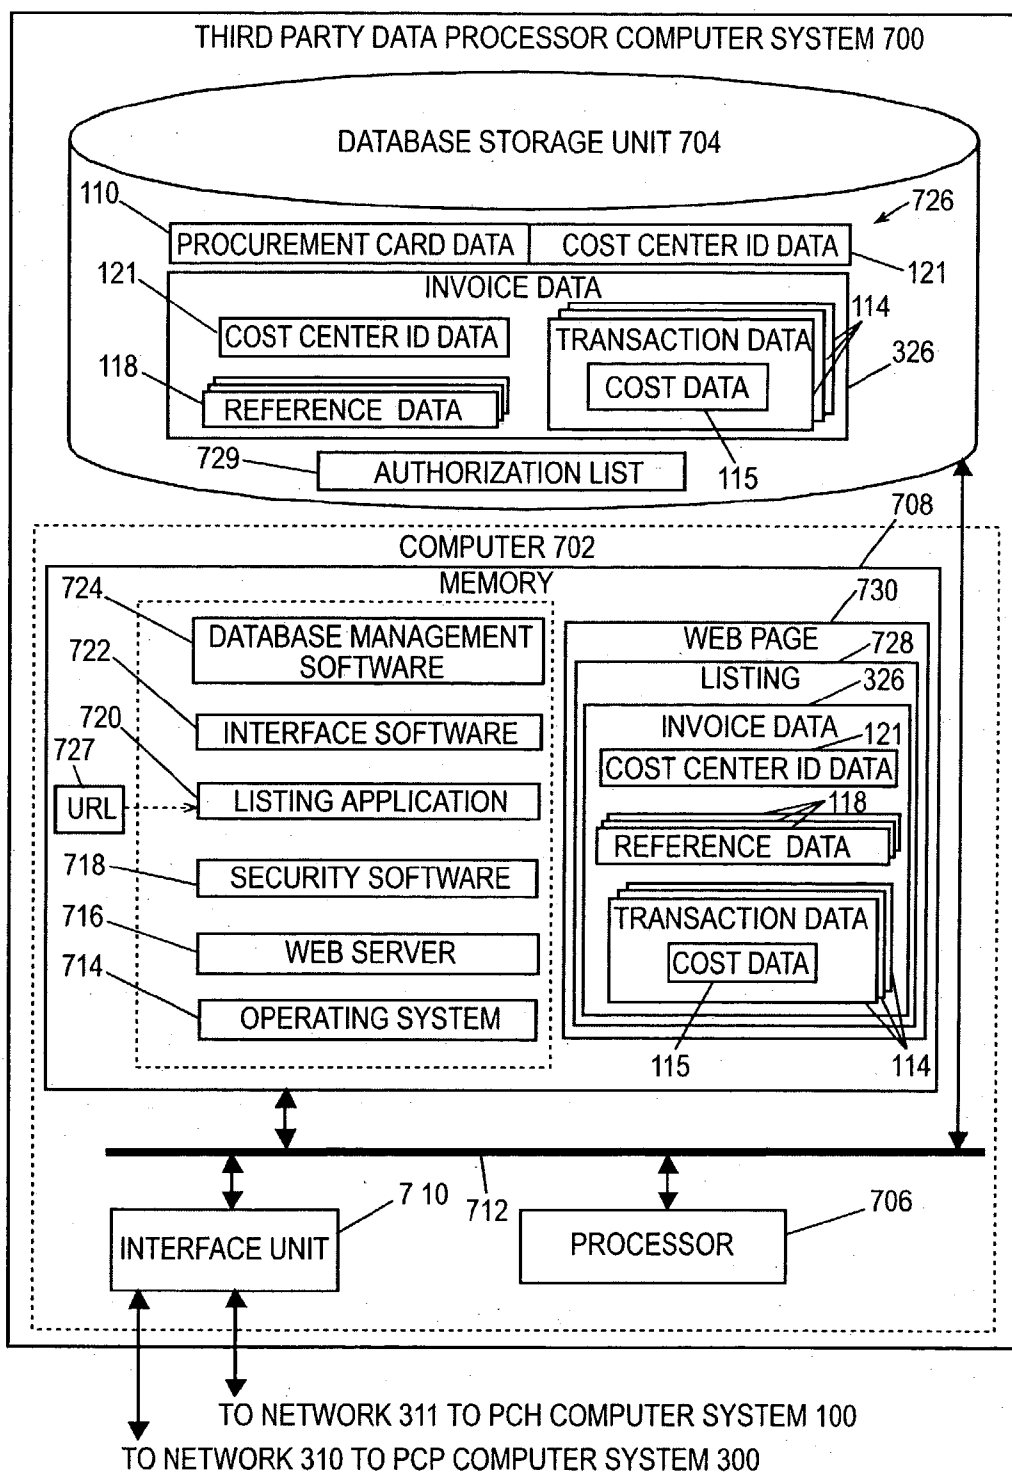 THIRD PARTY DATA PROCESSOR COMPUTER SYSTEM 700
DATABASE STORAGE UNIT 704
110
726
PROCUREMENT CARD DATA
COST CENTER ID DATA
121
121
INVOICE DATA
114
COST CENTER ID DATA
TRANSACTION DATA
326
118
COST DATA
REFERENCE DATA
729
115
AUTHORIZATION LIST
708
COMPUTER 702
MEMORY
724
730
DATABASE MANAGEMENT
SOFTWARE
WEB PAGE
728
722
LISTING
326
INTERFACE SOFTWARE
INVOICE DATA
720
121
727
COST CENTER ID DATA
URL
LISTING APPLICATION
118
REFERENCE DATA
718
SECURITY SOFTWARE
716
TRANSACTION DATA
WEB SERVER
COST DATA
714
OPERATING SYSTEM
115
114
7 10
712
706
INTERFACE UNIT
PROCESSOR
TO NETWORK 311 TO PCH COMPUTER SYSTEM 100
TO NETWORK 310 TO PCP COMPUTER SYSTEM 300